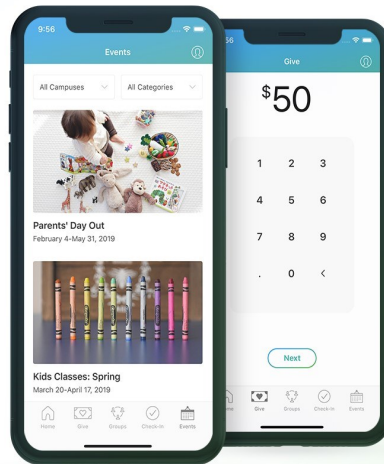 9:56
Events
All Campuses
All Categories
Parents' Day Out
February 4-May 31, 2019
Kids Classes: Spring
March 20-April 17, 2019
Home
Give
Groups
Check-In
Events
56
Give
$50
1 2 3
4 5 6
7 8 9
. 0 <
Next
ome
Give
Groups
Check-In
Events